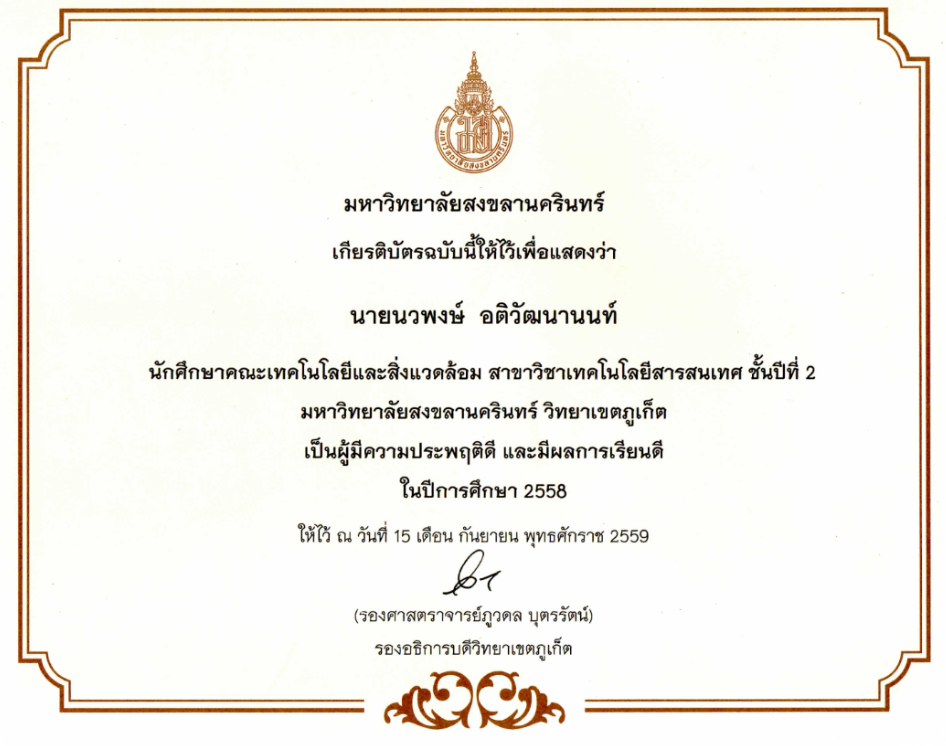 มหาวิทยาลัยสงขลานครินทร์
มหาวิทยาลัยสงขลานครินทร์
เกียรติบัตรฉบับนี้ให้ไว้เพื่อแสดงว่า
นายนวพงษ์ อติวัฒนานนท์
นักศึกษาคณะเทคโนโลยีและสิ่งแวดล้อม สาขาวิชาเทคโนโลยีสารสนเทศ ชั้นปีที่ 2
มหาวิทยาลัยสงขลานครินทร์ วิทยาเขตภูเก็ต
เป็นผู้มีความประพฤติดี และมีผลการเรียนดี
ในปีการศึกษา 2558
ให้ไว้ ณ วันที่ 15 เดือน กันยายน พุทธศักราช 2559
(รองศาสตราจารย์ภูวดล บุตรรัตน์)
รองอธิการบดีวิทยาเขตภูเก็ต